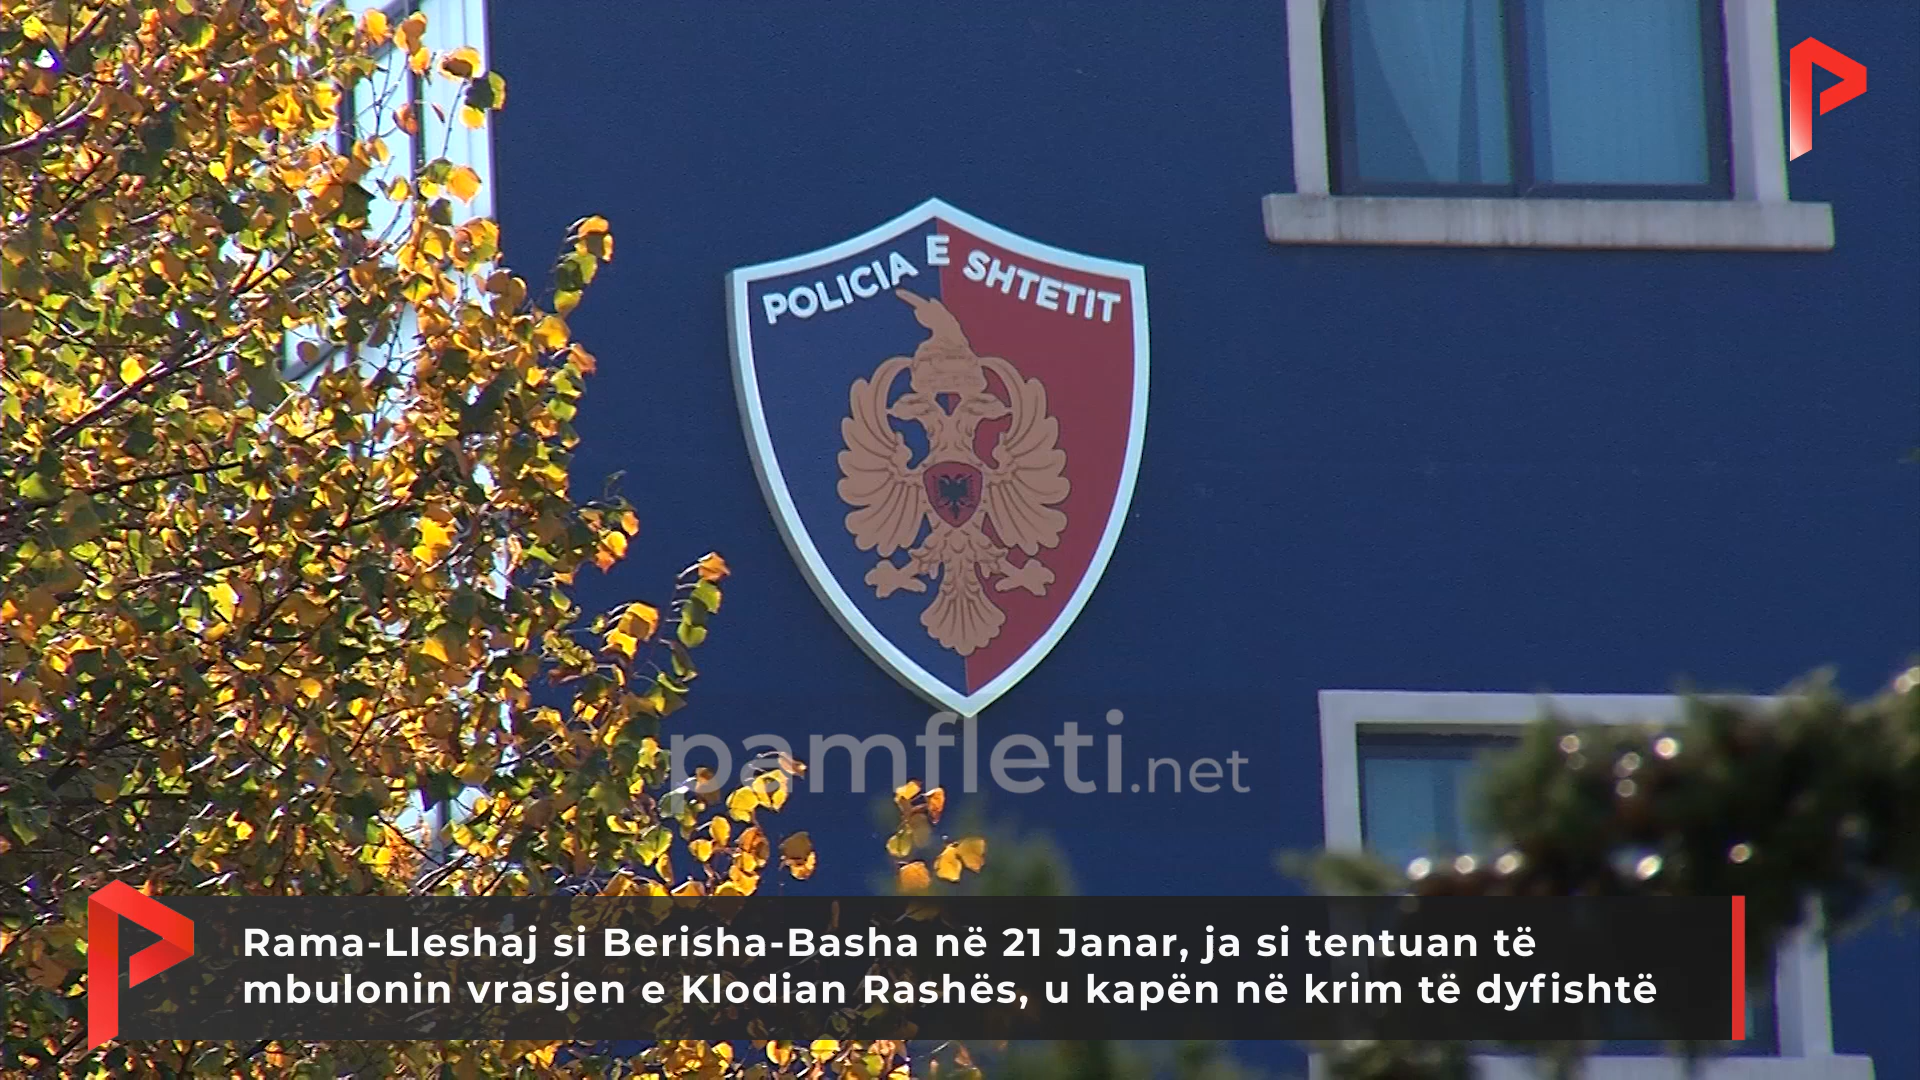 POLICIA E SHTETIT
pamfleti.net
Rama-Lleshaj si Berisha-Basha në 21 Janar, ja si tentuan të
mbulonin vrasjen e Klodian Rashës, u kapën në krim të dyfishtë